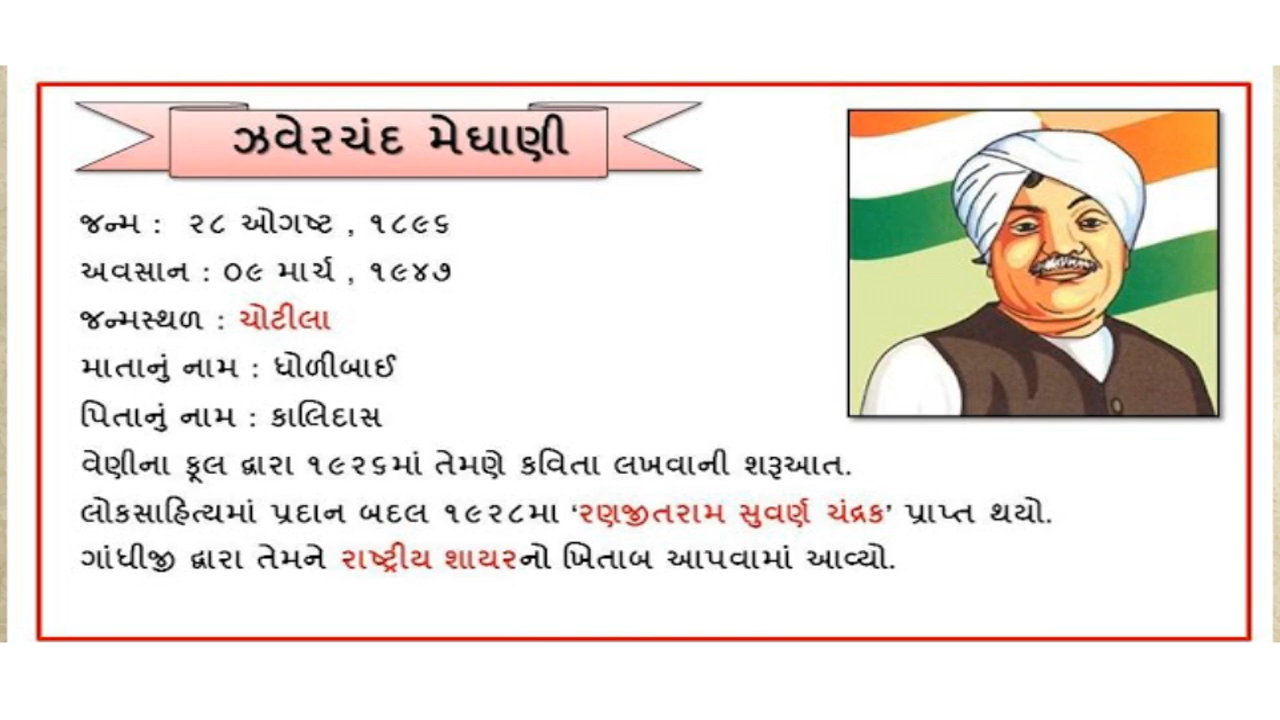 ઝવેરચંદ મેઘાણી
જન્મ : ૨૮ ઓગષ્ટ , ૧૮૯૬
અવસાન : ૦૯ માર્ચ , ૧૯૪૭
જન્મસ્થળ : ચોટીલા
માતાનું નામ : ધોળીબાઈ
પિતાનું નામ : કાલિદાસ
વેણીના ફૂલ દ્વારા ૧૯૨૬માં તેમણે કવિતા લખવાની શરૂઆત.
લોકસાહિત્યમાં પ્રદાન બદલ ૧૯૨૮મા ‘રણજીતરામ સુવર્ણ ચંદ્રક’ પ્રાપ્ત થયો.
ગાંધીજી દ્વારા તેમને રાષ્ટ્રીય શાયરનો ખિતાબ આપવામાં આવ્યો.